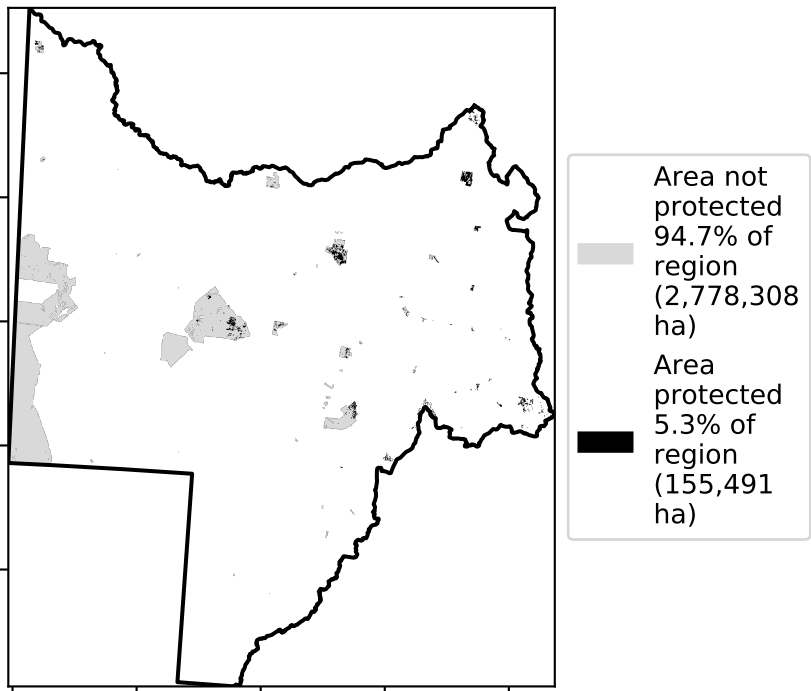 Area not
protected
94.7% of
region
(2,778,308
ha)
Area
protected
5.3% of
region
(155,491
ha)